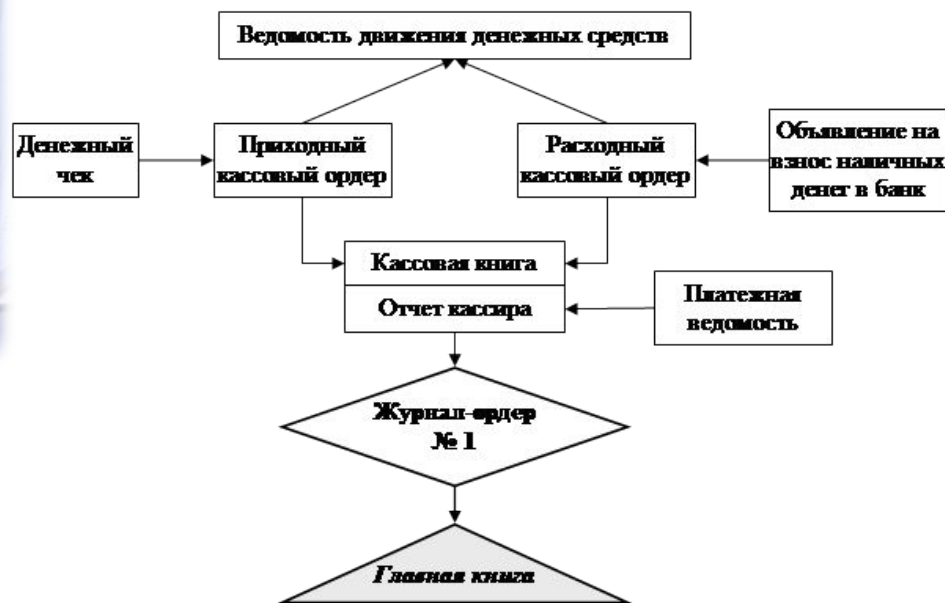 Ведомость движения денежных средств
Денежный
чек
Приходный
кассовый ордер
Расходный
кассовый ордер
Объявление на
взнос наличных
денег в банк
Кассовая книга
Отчет кассира
Платежная
ведомость
Журнал-ордер
№ 1
Главная книга